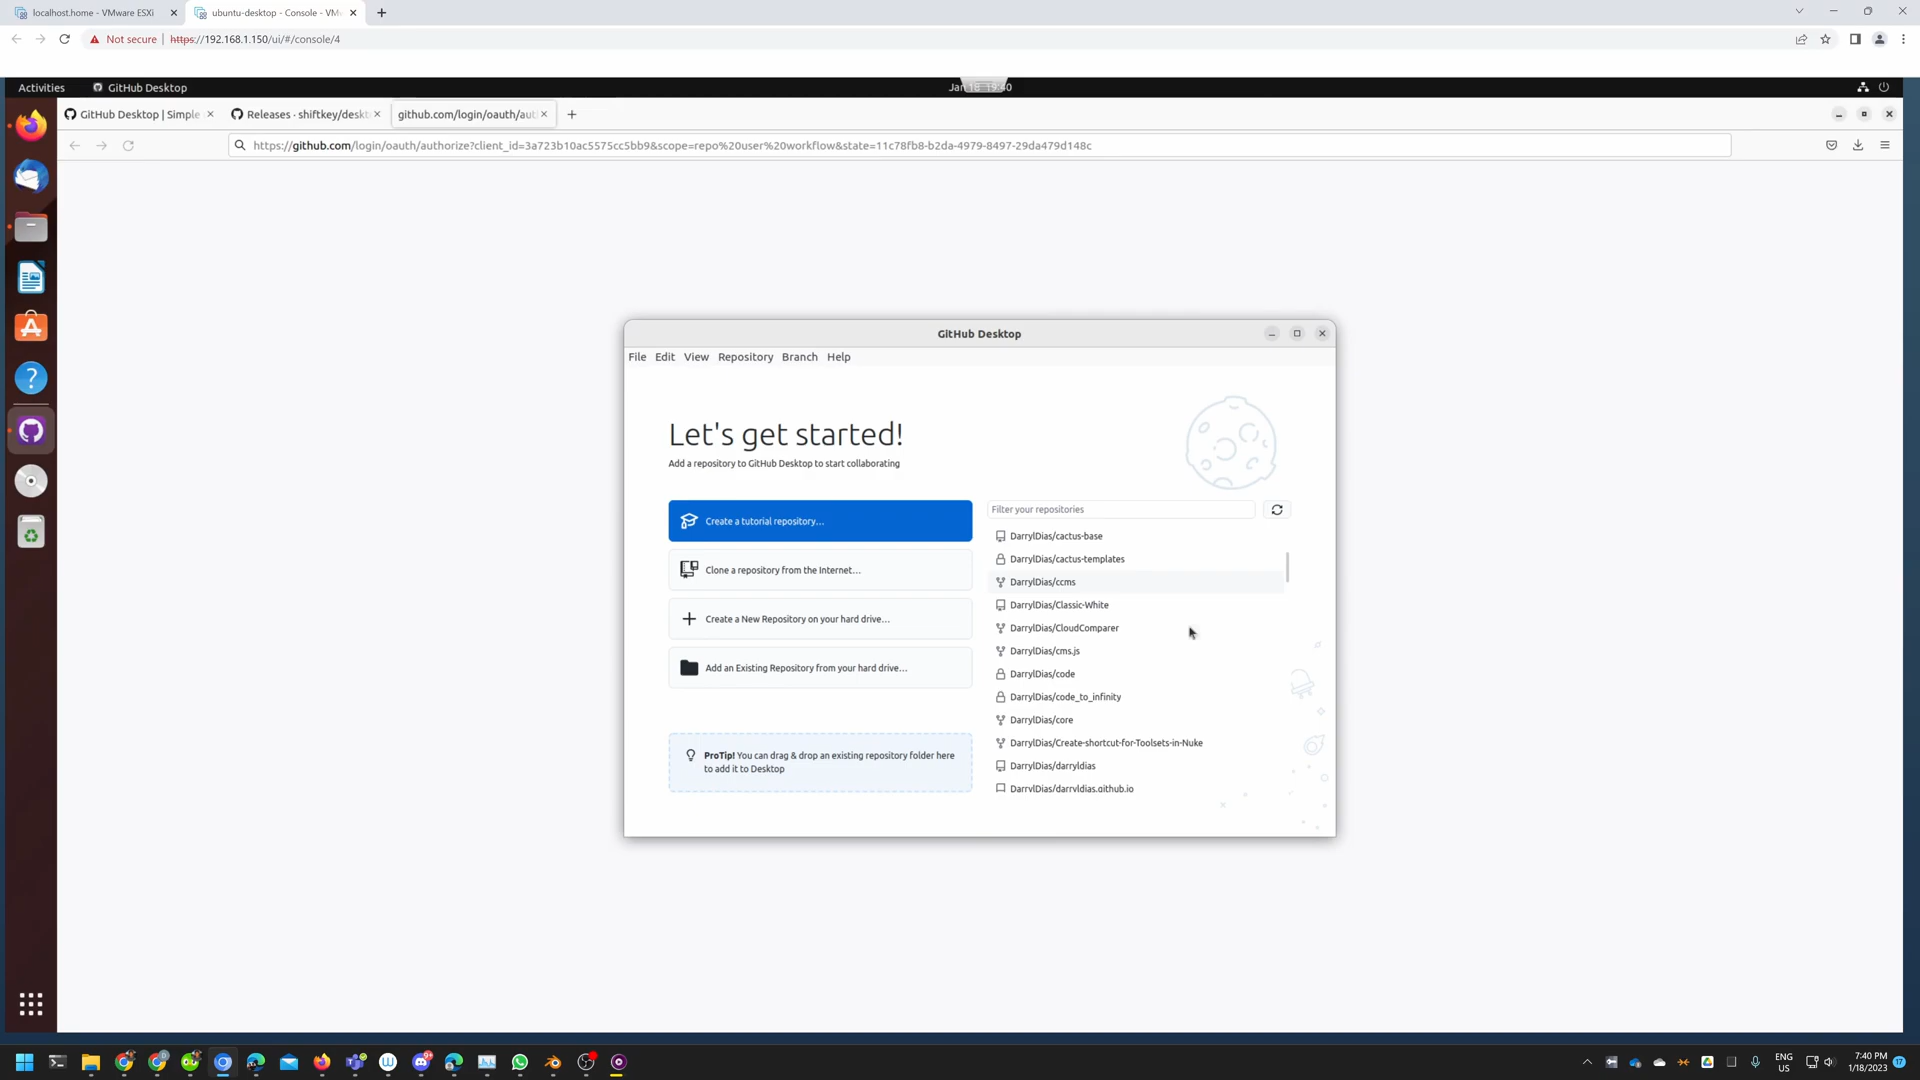 localhost.home - VMware ESXi
ubuntu-desktop - Console - VM
Not secure https://192.168.1.150/ui/#/console/4
Activities GitHub Desktop Jan 18 19:40
GitHub Desktop | Simple
Releases · shiftkey/deskt
github.com/login/oauth/aut
https://github.com/login/oauth/authorize?client_id=3a723b10ac5575cc5bb9&scope=repo%20user%20workflow&state=11c78fb8-b2da-4979-8497-29da479d148c
GitHub Desktop
File Edit View Repository Branch Help
Let's get started!
Add a repository to GitHub Desktop to start collaborating
Create a tutorial repository...
Clone a repository from the Internet...
Create a New Repository on your hard drive...
Add an Existing Repository from your hard drive...
ProTip! You can drag & drop an existing repository folder here
to add it to Desktop
Filter your repositories
DarrylDias/cactus-base
DarrylDias/cactus-templates
DarrylDias/ccms
DarrylDias/Classic-White
DarrylDias/CloudComparer
DarrylDias/cms.js
DarrylDias/code
DarrylDias/code_to_infinity
DarrylDias/core
DarrylDias/Create-shortcut-for-Toolsets-in-Nuke
DarrylDias/darryldias
DarrylDias/darryldias.github.io
ENG
US
7:40 PM
1/18/2023
17